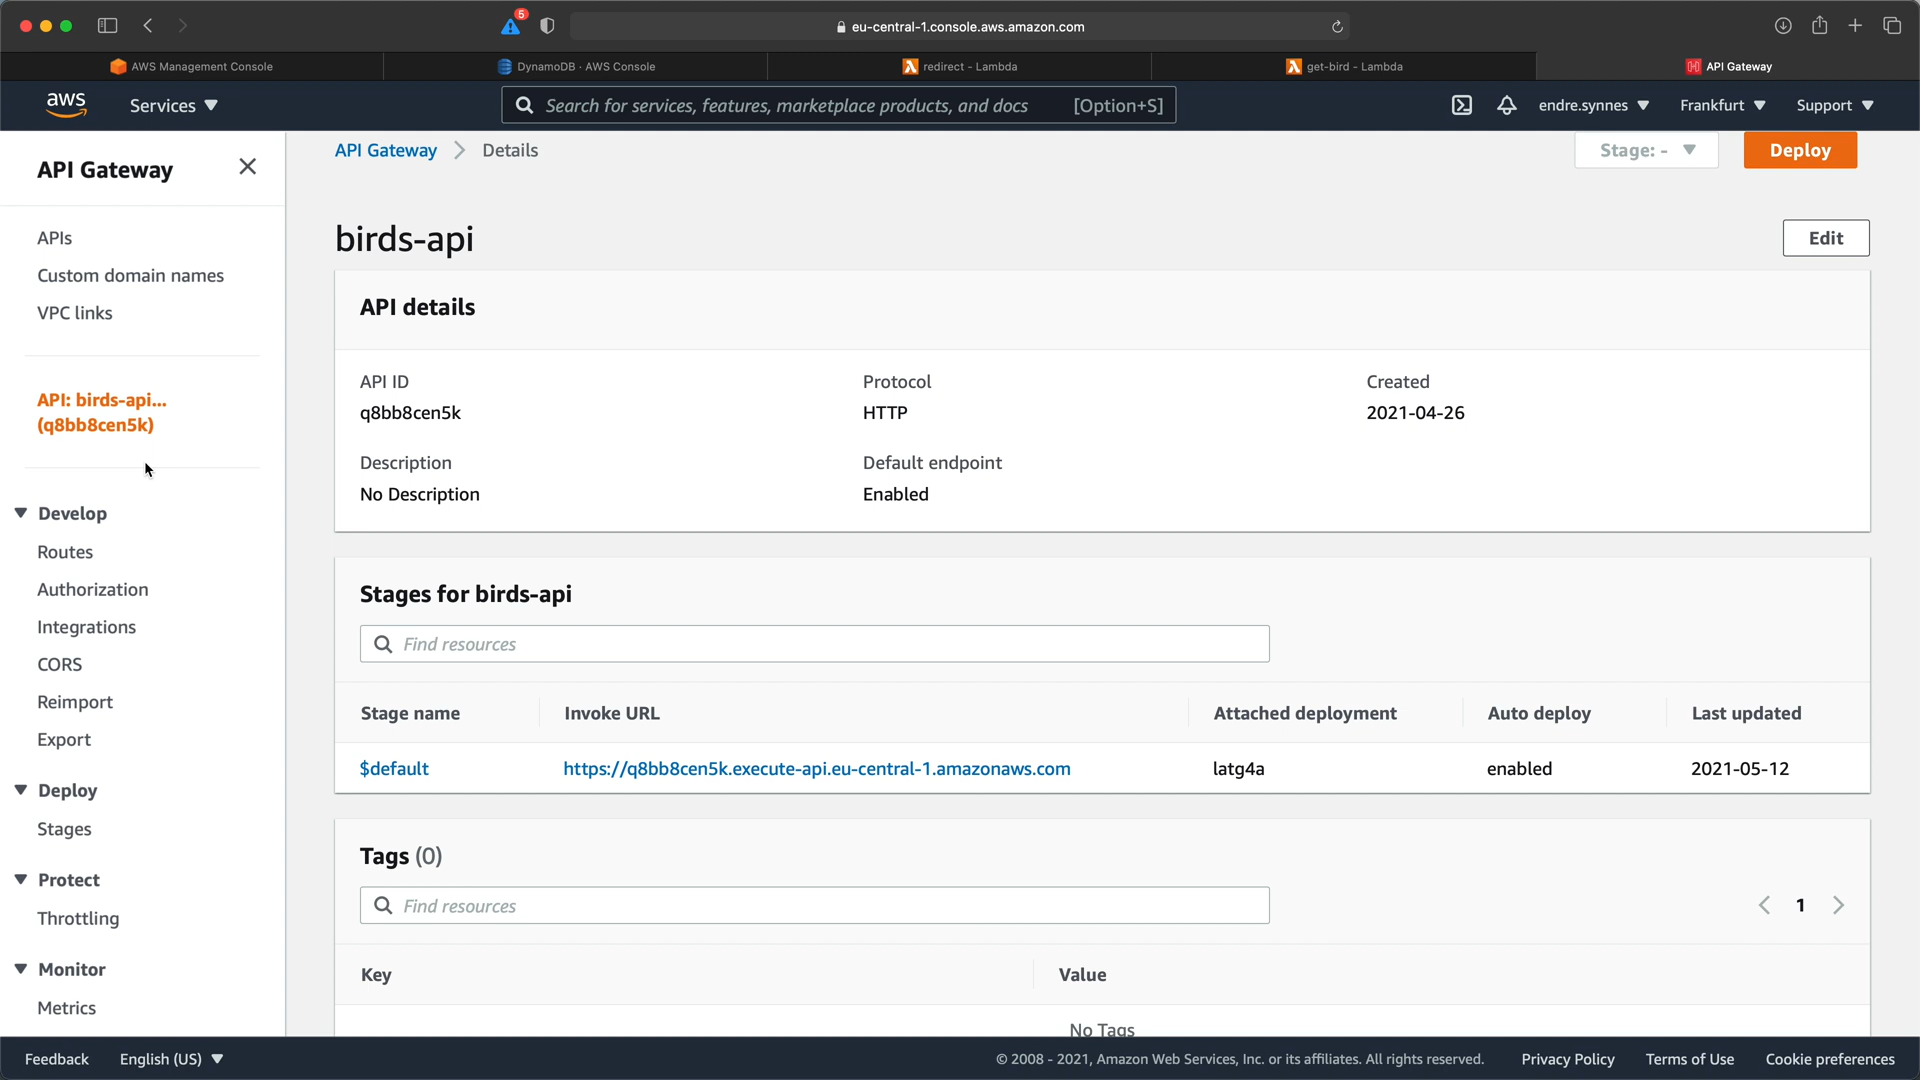 5
eu-central-1.console.aws.amazon.com
AWS Management Console
DynamoDB · AWS Console
redirect - Lambda
get-bird - Lambda
API Gateway
aws
Services
Search for services, features, marketplace products, and docs
[Option+S]
endre.synnes
Frankfurt
Support
API Gateway
APIs
Custom domain names
VPC links
API: birds-api...
(q8bb8cen5k)
Develop
Routes
Authorization
Integrations
CORS
Reimport
Export
Deploy
Stages
Protect
Throttling
Monitor
Metrics
API Gateway
Details
Stage: -
Deploy
birds-api
Edit
API details
API ID
Protocol
Created
q8bb8cen5k
HTTP
2021-04-26
Description
Default endpoint
No Description
Enabled
Stages for birds-api
Find resources
Stage name
Invoke URL
Attached deployment
Auto deploy
Last updated
$default
https://q8bb8cen5k.execute-api.eu-central-1.amazonaws.com
latg4a
enabled
2021-05-12
Tags (0)
Find resources
1
Key
Value
No Tags
Feedback
English (US)
© 2008 - 2021, Amazon Web Services, Inc. or its affiliates. All rights reserved.
Privacy Policy
Terms of Use
Cookie preferences